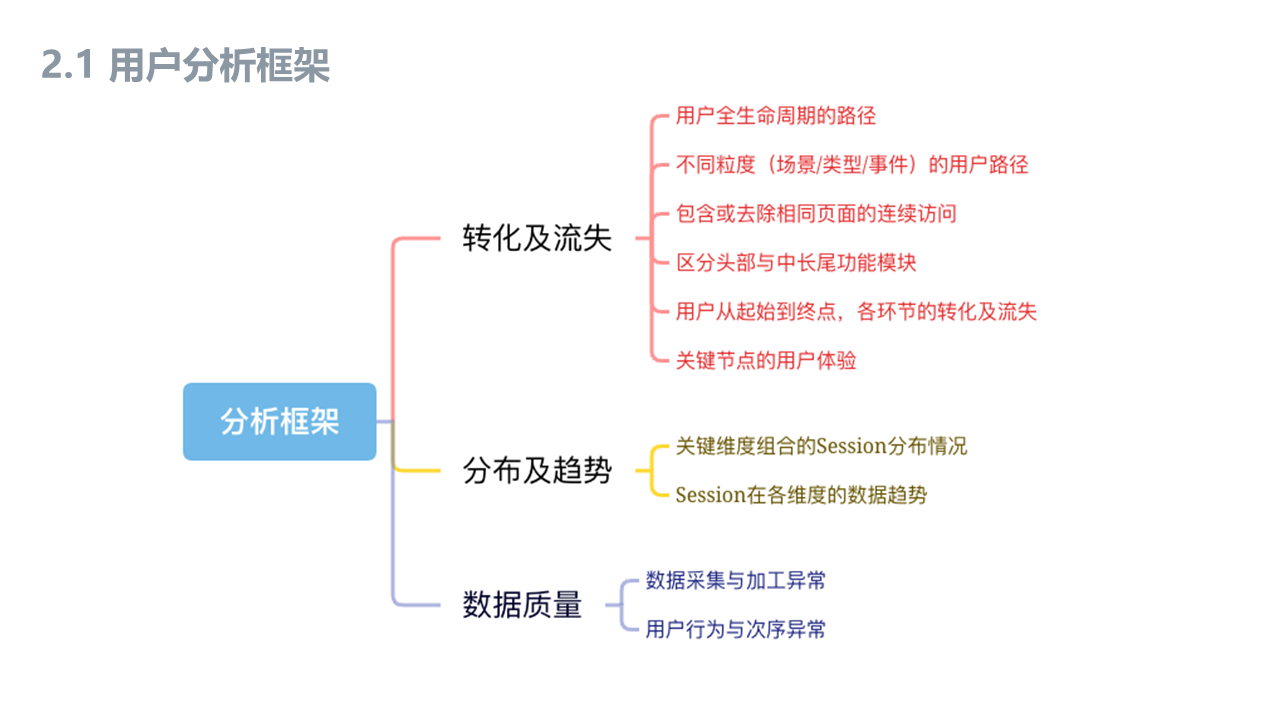 2.1 用户分析框架
分析框架
转化及流失
用户全生命周期的路径
不同粒度（场景/类型/事件）的用户路径
包含或去除相同页面的连续访问
区分头部与中长尾功能模块
用户从起始到终点，各环节的转化及流失
关键节点的用户体验
分布及趋势
关键维度组合的Session分布情况
Session在各维度的数据趋势
数据质量
数据采集与加工异常
用户行为与次序异常